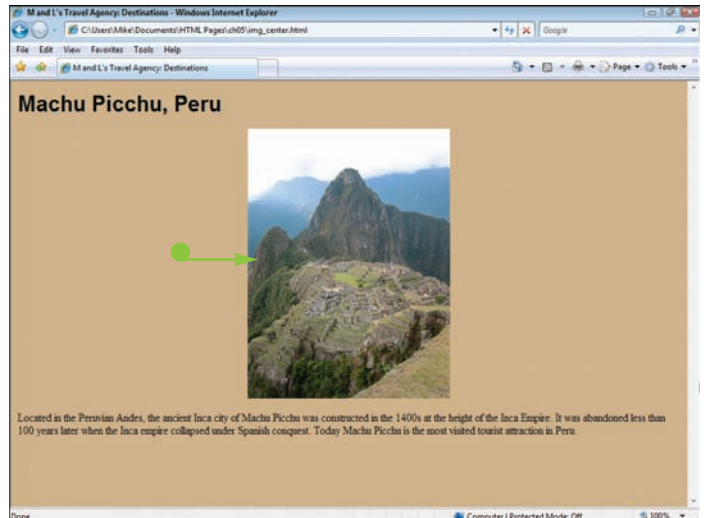 M and L's Travel Agency: Destinations - Windows Internet Explorer
C:\Users\Mike\Documents\HTML Pages\ch05\img_center.html
Google
File Edit View Favorites Tools Help
M and L's Travel Agency: Destinations
Page Tools
Machu Picchu, Peru
Located in the Peruvian Andes, the ancient Inca city of Machu Picchu was constructed in the 1400s at the height of the Inca Empire. It was abandoned less than
100 years later when the Inca empire collapsed under Spanish conquest. Today Machu Picchu is the most visited tourist attraction in Peru.
Done Computer | Protected Mode: Off 100%